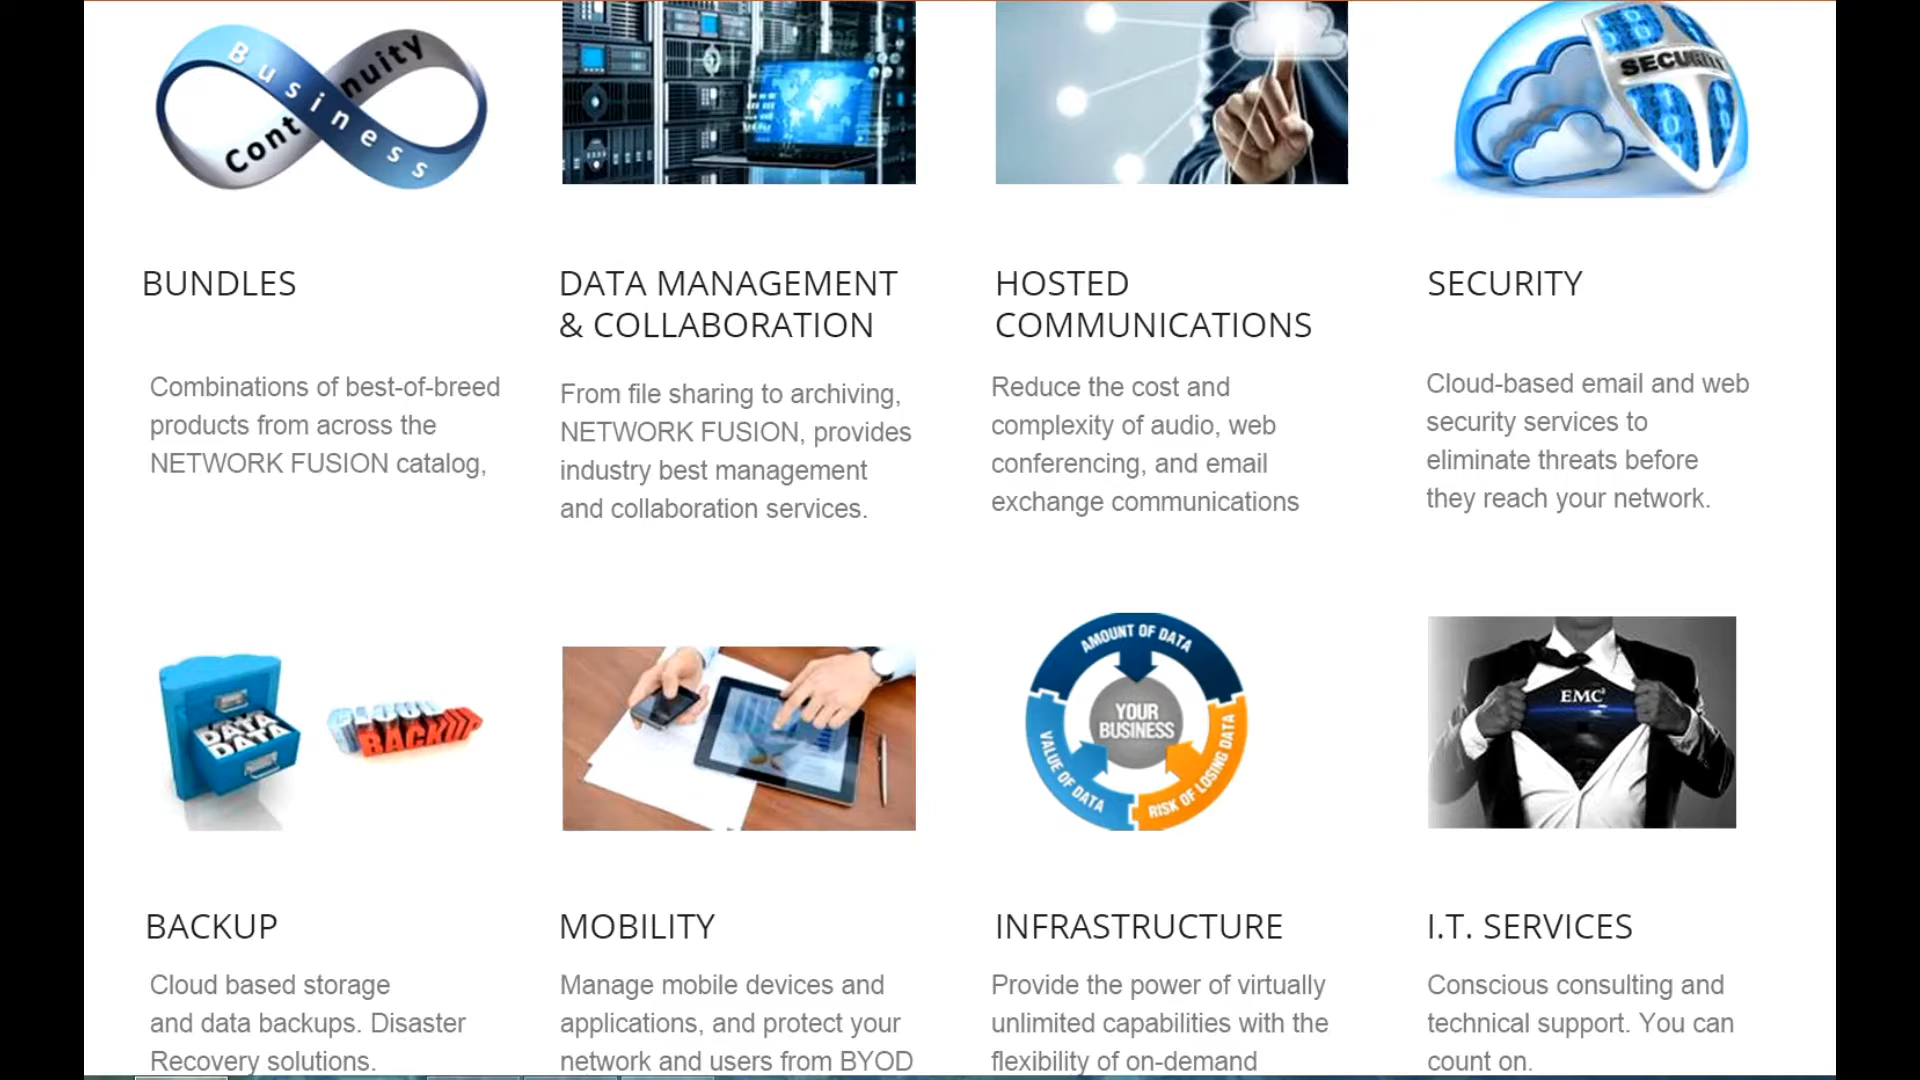 Business
Continuity
SECURITY
BUNDLES
Combinations of best-of-breed
products from across the
NETWORK FUSION catalog,
DATA MANAGEMENT
& COLLABORATION
From file sharing to archiving,
NETWORK FUSION, provides
industry best management
and collaboration services.
HOSTED
COMMUNICATIONS
Reduce the cost and
complexity of audio, web
conferencing, and email
exchange communications
SECURITY
Cloud-based email and web
security services to
eliminate threats before
they reach your network.
DATA
DATA
CLOUD
BACKUP
AMOUNT OF DATA
YOUR
BUSINESS
VALUE OF DATA
RISK OF LOSING DATA
EMC²
BACKUP
Cloud based storage
and data backups. Disaster
Recovery solutions.
MOBILITY
Manage mobile devices and
applications, and protect your
network and users from BYOD
INFRASTRUCTURE
Provide the power of virtually
unlimited capabilities with the
flexibility of on-demand
I.T. SERVICES
Conscious consulting and
technical support. You can
count on.